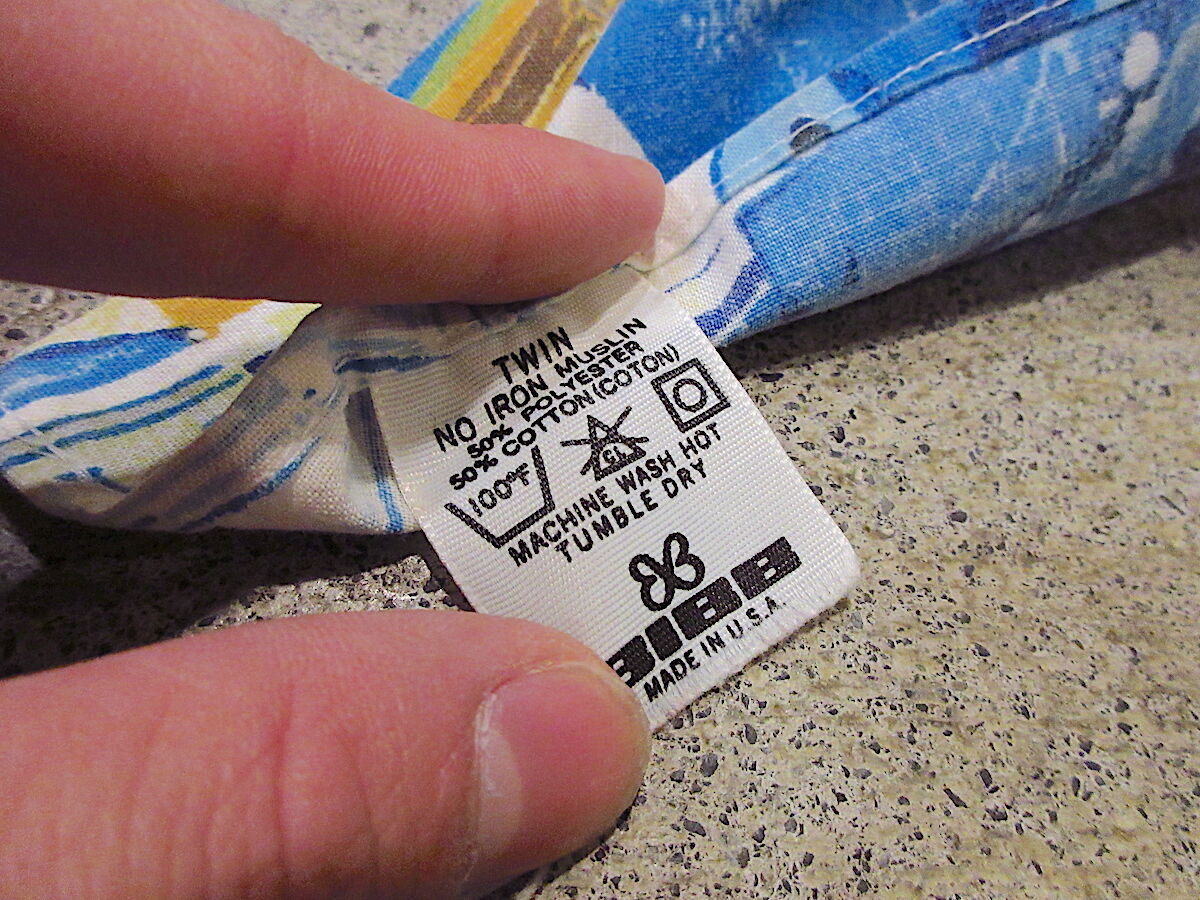 TWIN
NO IRON MUSLIN
50% POLYESTER
50% COTTON (COTON)
100°F
CL
MACHINE WASH HOT
TUMBLE DRY
BIBB
MADE IN U.S.A.